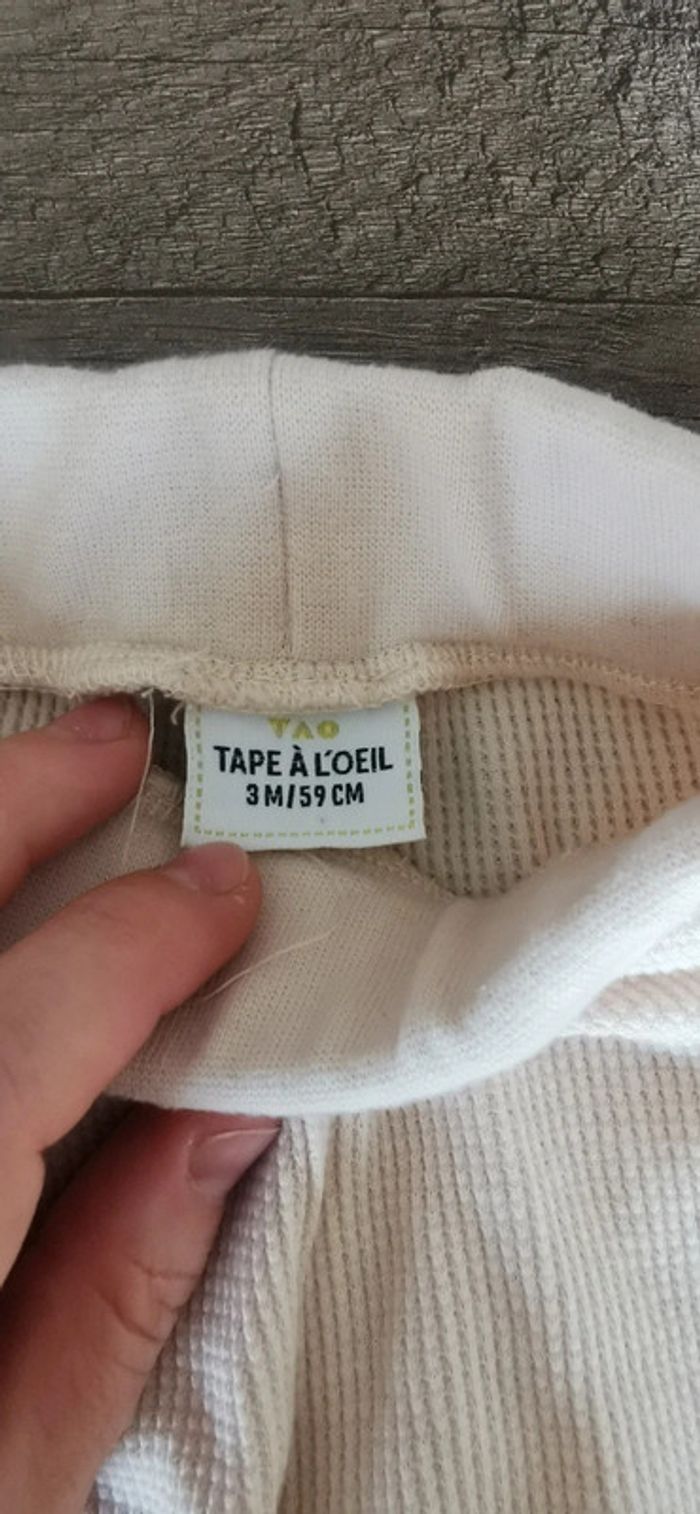 TAO
TAPE À L'OEIL
3 M/59 CM